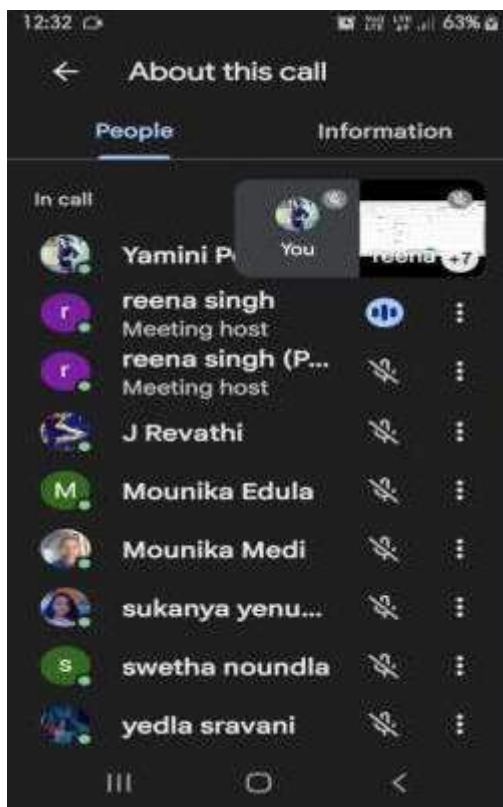 12:32 63%
About this call
People Information
In call
You
reena +7
Yamini P
reena singh
Meeting host
reena singh (P...
Meeting host
J Revathi
M Mounika Edula
Mounika Medi
sukanya yenu...
s swetha noundla
yedla sravani